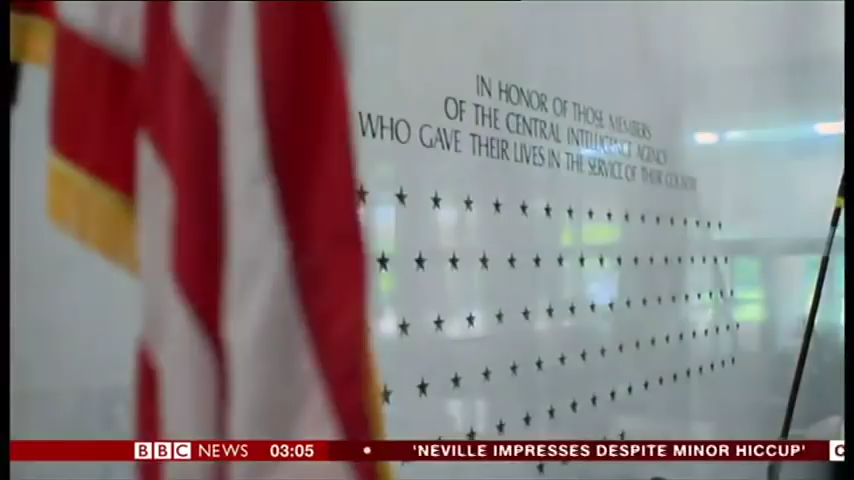 IN HONOR OF THOSE MEMBERS
OF THE CENTRAL INTELLIGENCE AGENCY
WHO GAVE THEIR LIVES IN THE SERVICE OF THEIR COUNTRY
BBC NEWS 03:05 • 'NEVILLE IMPRESSES DESPITE MINOR HICCUP' C